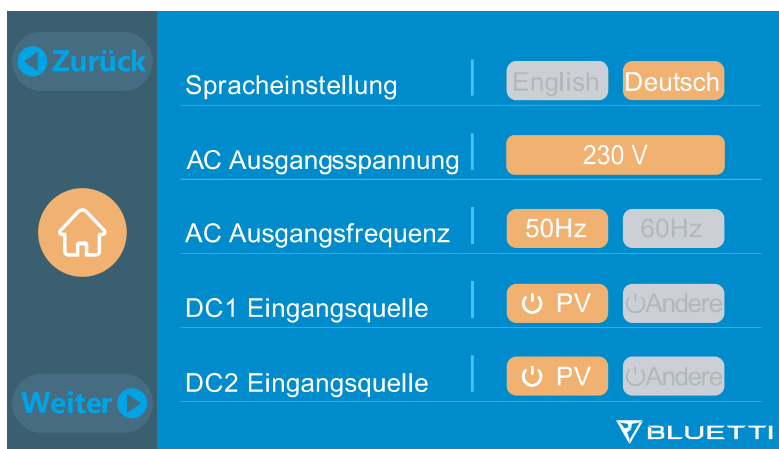 Zurück
Spracheinstellung English Deutsch
AC Ausgangsspannung 230 V
AC Ausgangsfrequenz 50Hz 60Hz
DC1 Eingangsquelle PV Andere
DC2 Eingangsquelle PV Andere
Weiter
BLUETTI